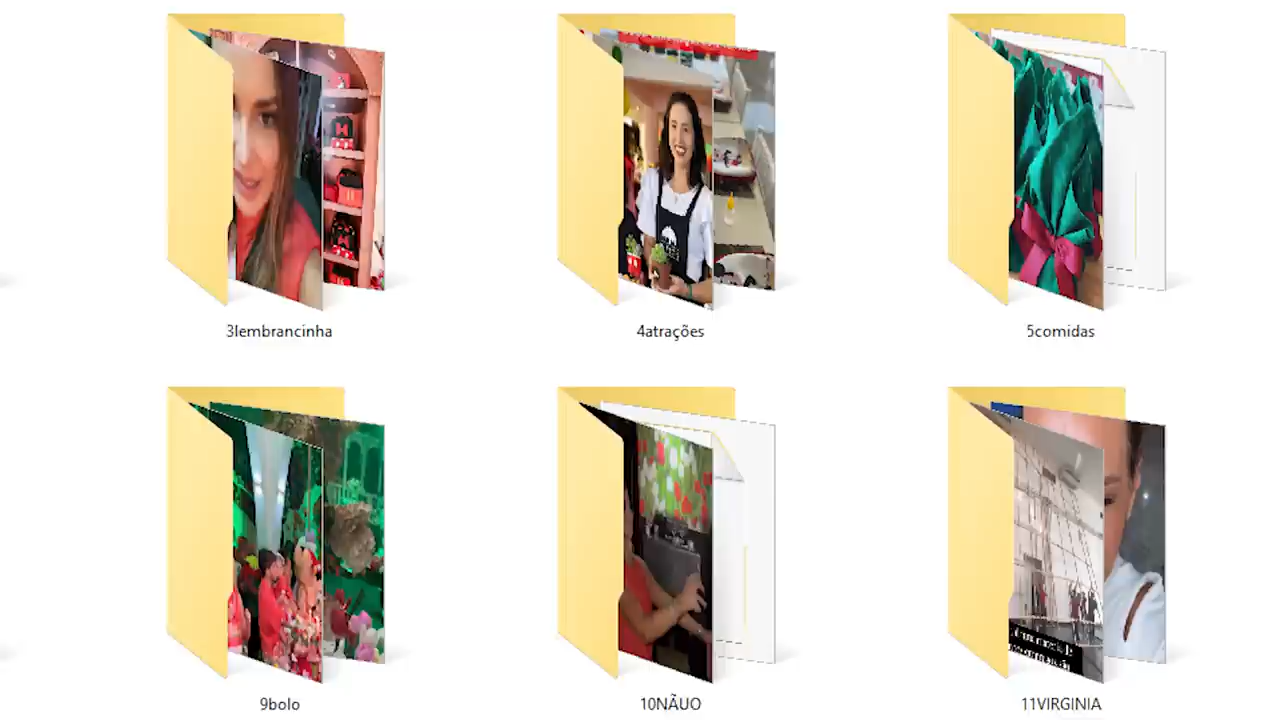 3lembrancinha
4atrações
5comidas
9bolo
10NÃUO
11VIRGINIA